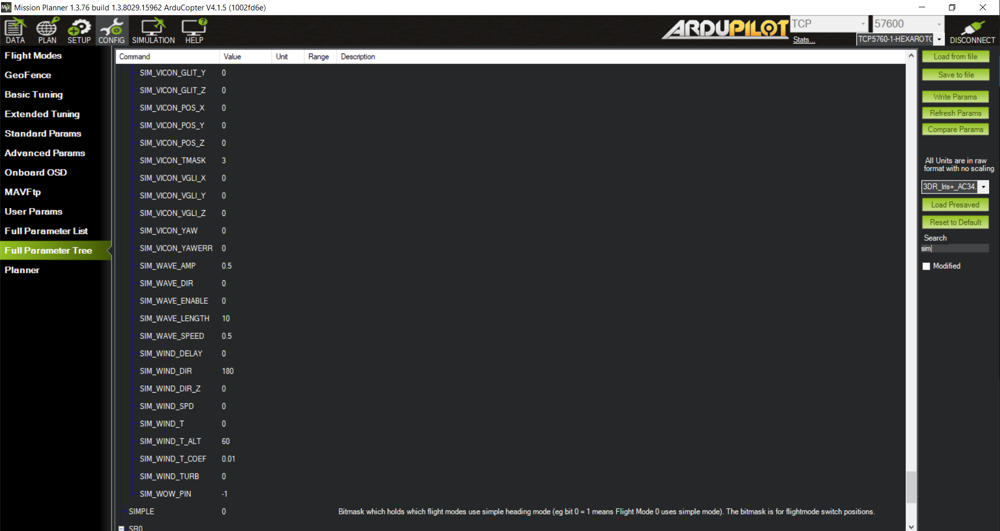 Mission Planner 1.3.76 build 1.3.8029.15962 ArduCopter V4.1.5 (1002fd6e)
DATA PLAN SETUP CONFIG SIMULATION HELP
ARDUPILOT
TCP 57600
Stats... TCP5760-1-HEXAROTC DISCONNECT
Flight Modes
GeoFence
Basic Tuning
Extended Tuning
Standard Params
Advanced Params
Onboard OSD
MAVFtp
User Params
Full Parameter List
Full Parameter Tree
Planner
Command Value Unit Range Description
SIM_VICON_GLIT_Y 0
SIM_VICON_GLIT_Z 0
SIM_VICON_POS_X 0
SIM_VICON_POS_Y 0
SIM_VICON_POS_Z 0
SIM_VICON_TMASK 3
SIM_VICON_VGLI_X 0
SIM_VICON_VGLI_Y 0
SIM_VICON_VGLI_Z 0
SIM_VICON_YAW 0
SIM_VICON_YAWERR 0
SIM_WAVE_AMP 0.5
SIM_WAVE_DIR 0
SIM_WAVE_ENABLE 0
SIM_WAVE_LENGTH 10
SIM_WAVE_SPEED 0.5
SIM_WIND_DELAY 0
SIM_WIND_DIR 180
SIM_WIND_DIR_Z 0
SIM_WIND_SPD 0
SIM_WIND_T 0
SIM_WIND_T_ALT 60
SIM_WIND_T_COEF 0.01
SIM_WIND_TURB 0
SIM_WOW_PIN -1
SIMPLE 0 Bitmask which holds which flight modes use simple heading mode (eg bit 0 = 1 means Flight Mode 0 uses simple mode). The bitmask is for flightmode switch positions.
SR0
Load from file
Save to file
Write Params
Refresh Params
Compare Params
All Units are in raw
format with no scaling
3DR_Iris+_AC34.
Load Presaved
Reset to Default
Search
sim
Modified